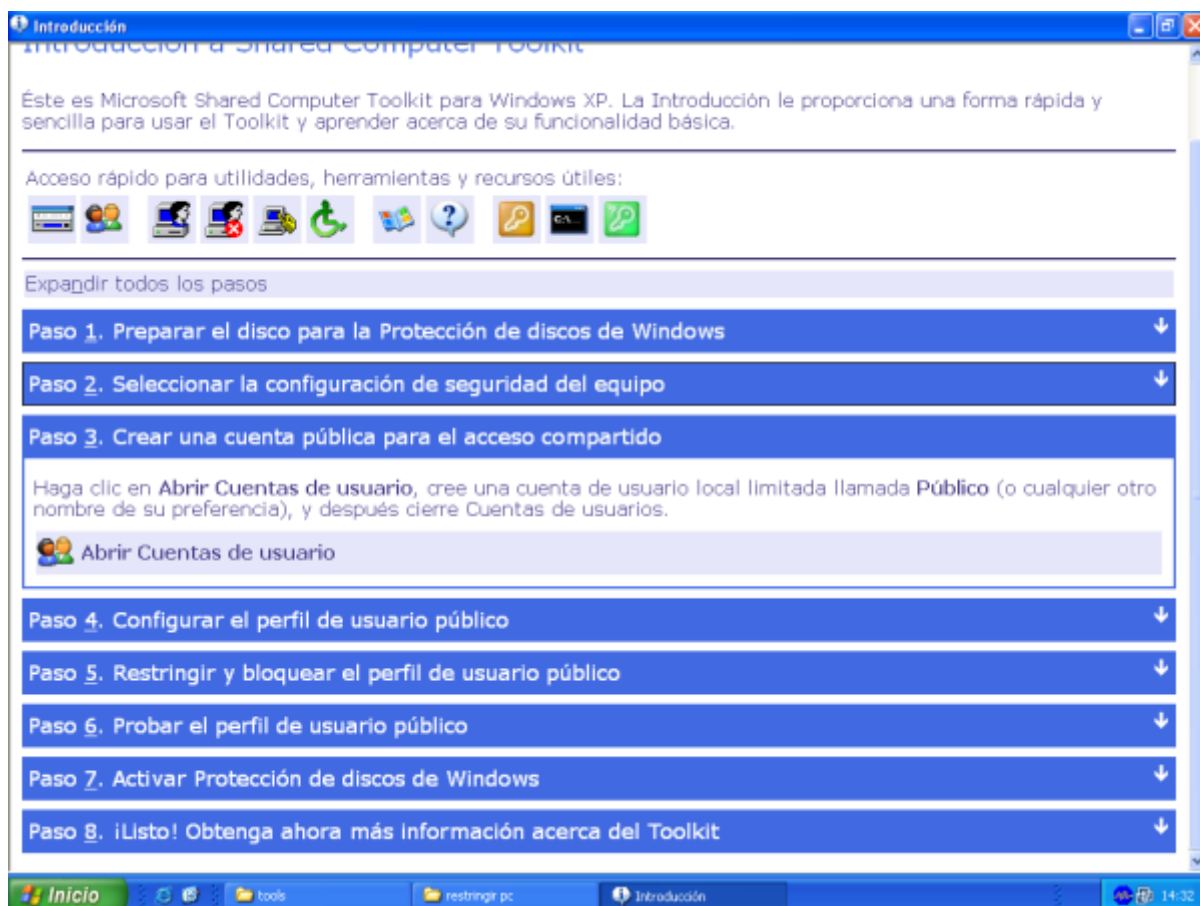 Introducción
Introducción a Shared Computer Toolkit
Éste es Microsoft Shared Computer Toolkit para Windows XP. La Introducción le proporciona una forma rápida y
sencilla para usar el Toolkit y aprender acerca de su funcionalidad básica.
Acceso rápido para utilidades, herramientas y recursos útiles:
C:\...
Expandir todos los pasos
Paso 1. Preparar el disco para la Protección de discos de Windows
Paso 2. Seleccionar la configuración de seguridad del equipo
Paso 3. Crear una cuenta pública para el acceso compartido
Haga clic en Abrir Cuentas de usuario, cree una cuenta de usuario local limitada llamada Público (o cualquier otro
nombre de su preferencia), y después cierre Cuentas de usuarios.
Abrir Cuentas de usuario
Paso 4. Configurar el perfil de usuario público
Paso 5. Restringir y bloquear el perfil de usuario público
Paso 6. Probar el perfil de usuario público
Paso 7. Activar Protección de discos de Windows
Paso 8. ¡Listo! Obtenga ahora más información acerca del Toolkit
Inicio tools restringir pc Introducción 14:32